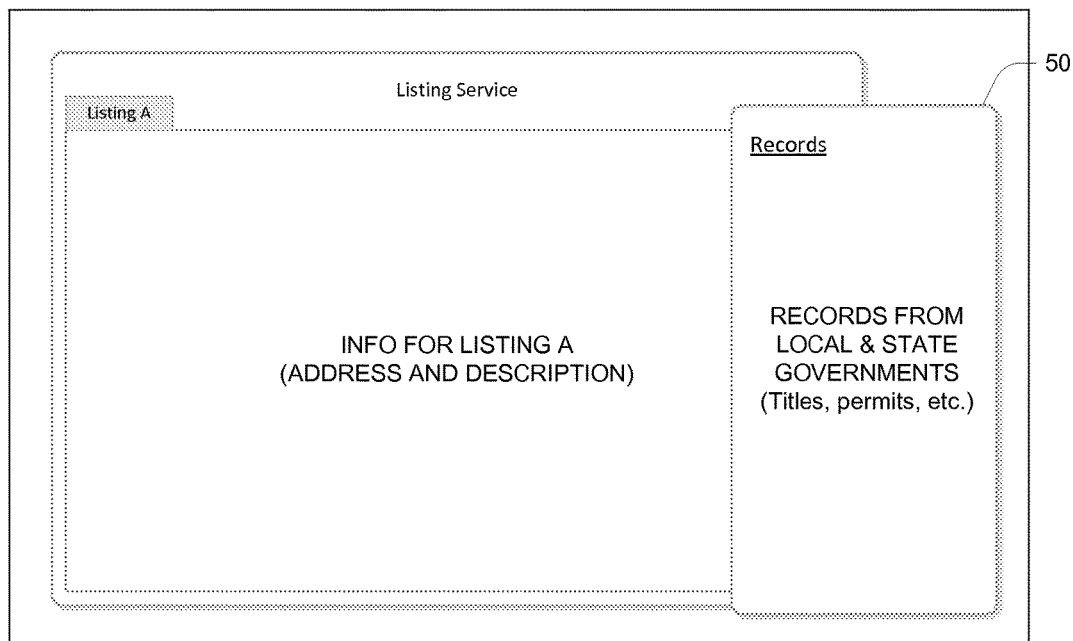 Listing Service
Listing A
INFO FOR LISTING A
(ADDRESS AND DESCRIPTION)
Records
RECORDS FROM
LOCAL & STATE
GOVERNMENTS
(Titles, permits, etc.)
50